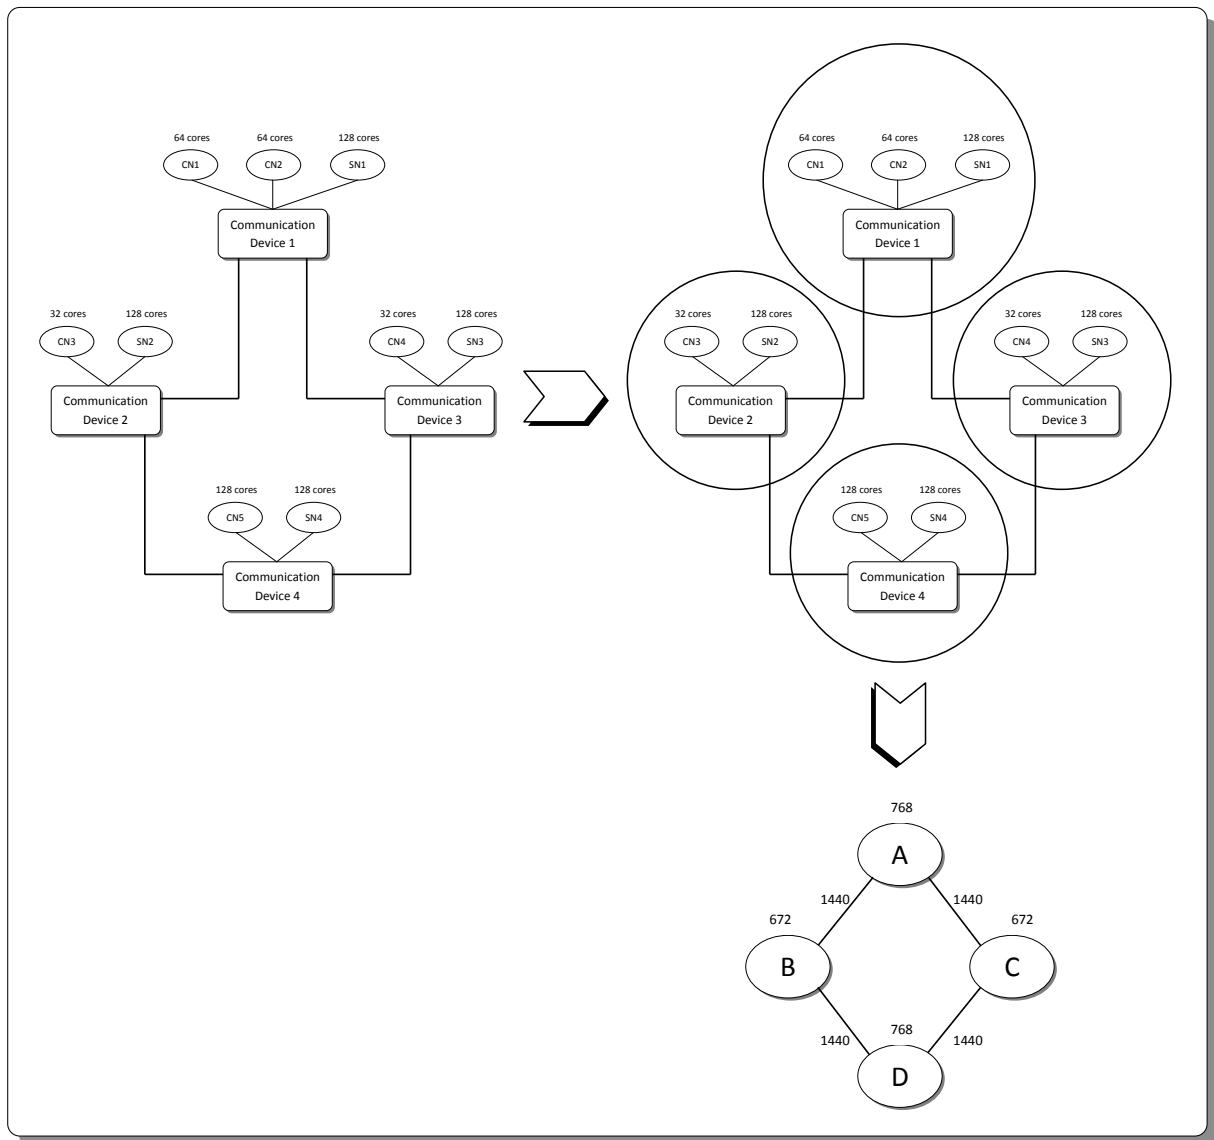 64 cores
64 cores
128 cores
CN1
CN2
SN1
Communication
Device 1
32 cores
128 cores
CN3
SN2
Communication
Device 2
32 cores
128 cores
CN4
SN3
Communication
Device 3
128 cores
128 cores
CN5
SN4
Communication
Device 4
64 cores
64 cores
128 cores
CN1
CN2
SN1
Communication
Device 1
32 cores
128 cores
CN3
SN2
Communication
Device 2
32 cores
128 cores
CN4
SN3
Communication
Device 3
128 cores
128 cores
CN5
SN4
Communication
Device 4
768
A
1440
1440
672
672
B
C
768
1440
1440
D